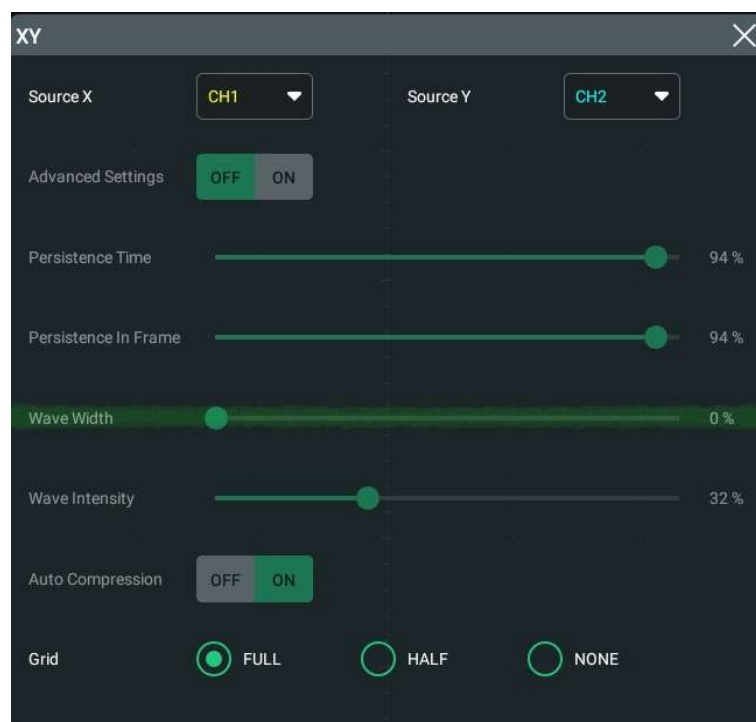 XY
Source X CH1 Source Y CH2
Advanced Settings OFF ON
Persistence Time 94 %
Persistence In Frame 94 %
Wave Width 0 %
Wave Intensity 32 %
Auto Compression OFF ON
Grid FULL HALF NONE